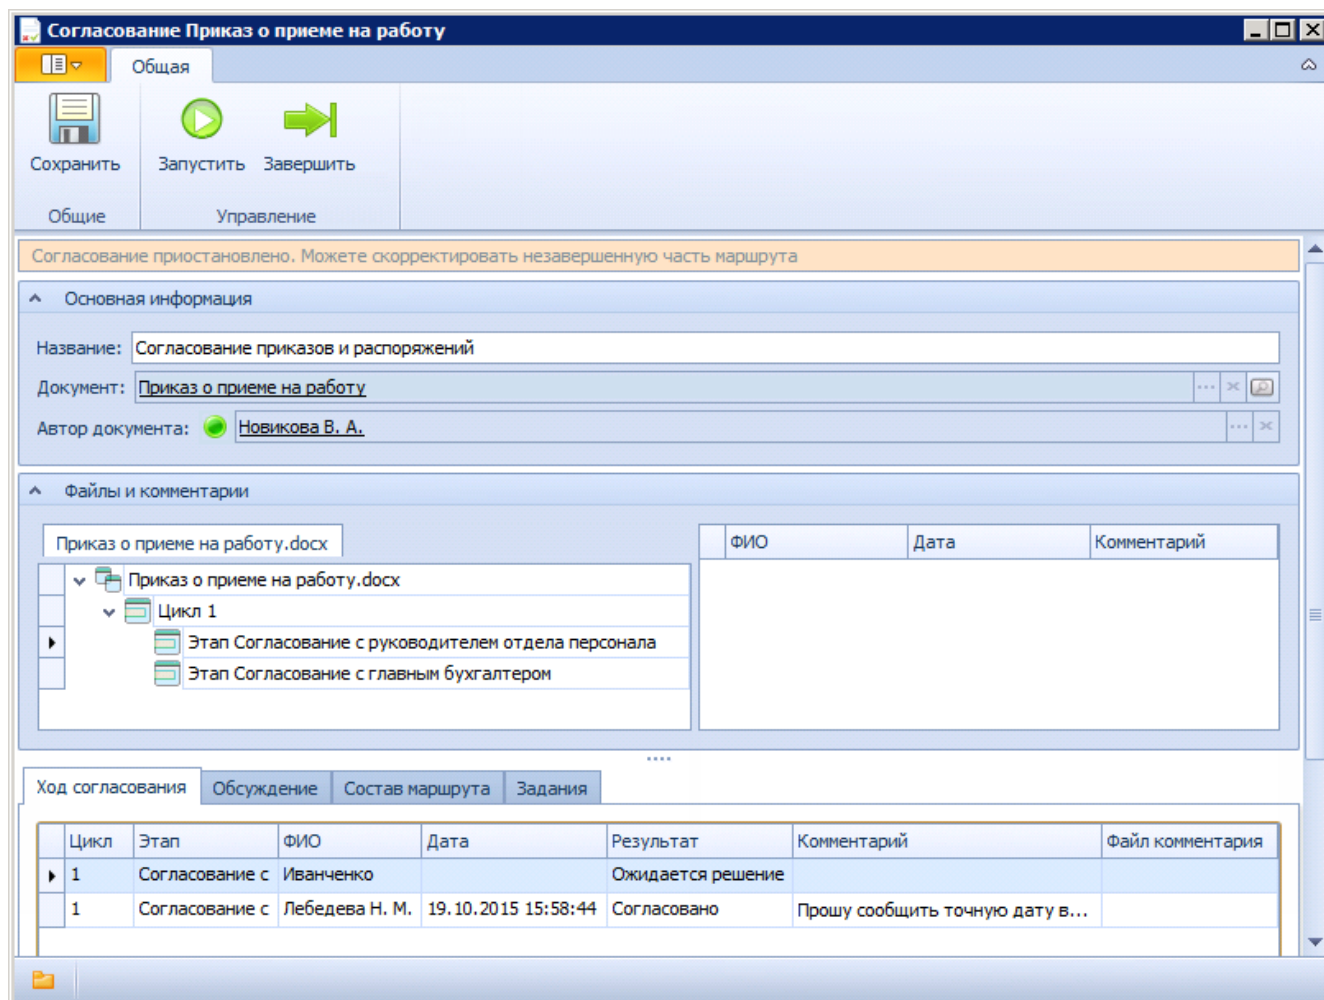 Согласование Приказ о приеме на работу
Общая
Сохранить
Запустить Завершить
Общие
Управление
Согласование приостановлено. Можете скорректировать незавершенную часть маршрута
Основная информация
Название: Согласование приказов и распоряжений
Документ: Приказ о приеме на работу
Автор документа: Новикова В. А.
Файлы и комментарии
Приказ о приеме на работу.docx
ФИО Дата Комментарий
Приказ о приеме на работу.docx
Цикл 1
Этап Согласование с руководителем отдела персонала
Этап Согласование с главным бухгалтером
Ход согласования Обсуждение Состав маршрута Задания
Цикл Этап ФИО Дата Результат Комментарий Файл комментария
1 Согласование с Иванченко Ожидается решение
1 Согласование с Лебедева Н. М. 19.10.2015 15:58:44 Согласовано Прошу сообщить точную дату в...